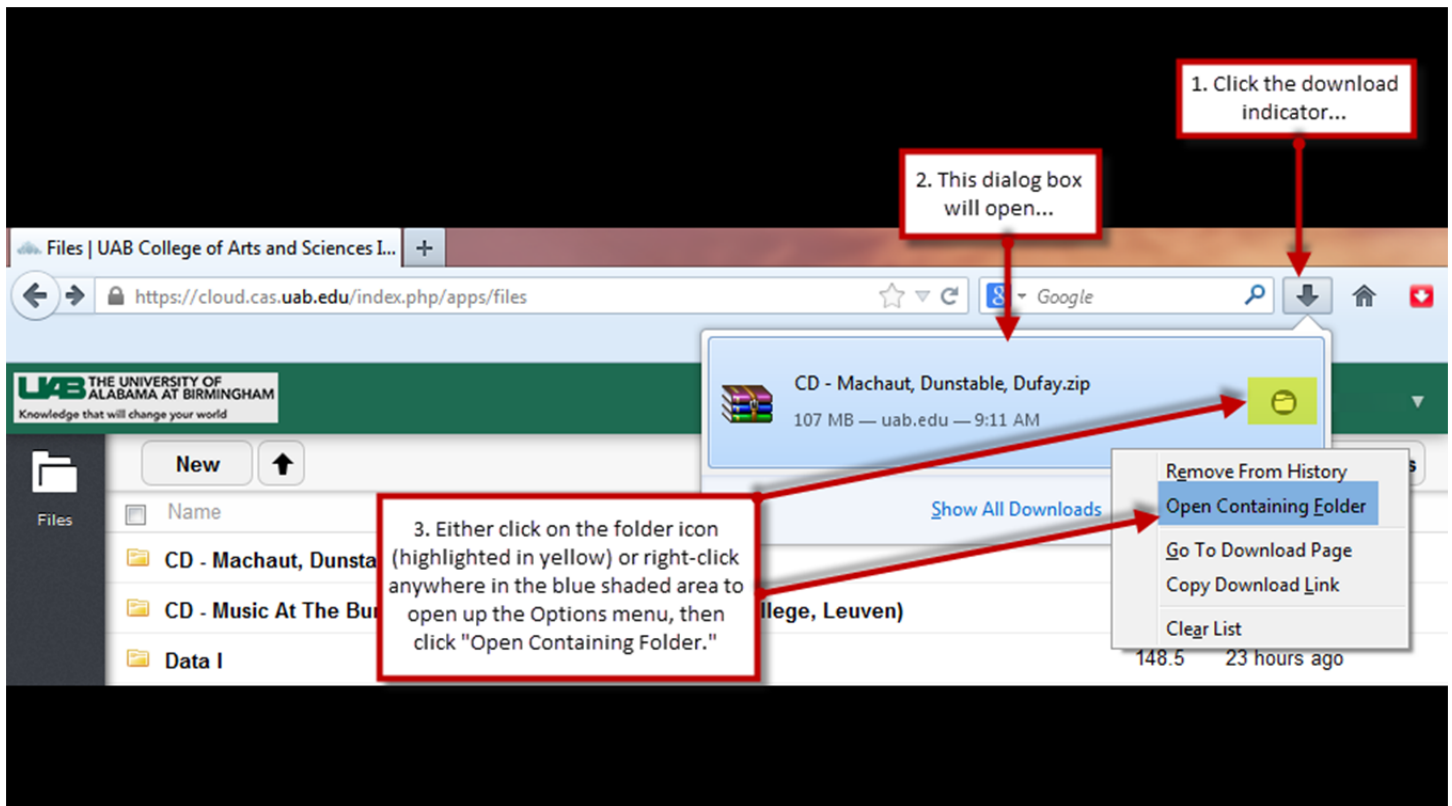 1. Click the download
indicator...
2. This dialog box
will open...
Files | UAB College of Arts and Sciences I...
https://cloud.cas.uab.edu/index.php/apps/files
8
Google
UAB THE UNIVERSITY OF
ALABAMA AT BIRMINGHAM
Knowledge that will change your world
CD - Machaut, Dunstable, Dufay.zip
107 MB — uab.edu — 9:11 AM
New
Files
Name
Show All Downloads
Remove From History
Open Containing Folder
Go To Download Page
Copy Download Link
Clear List
3. Either click on the folder icon
(highlighted in yellow) or right-click
anywhere in the blue shaded area to
open up the Options menu, then
click "Open Containing Folder."
CD - Machaut, Dunsta
CD - Music At The Bu
llege, Leuven)
Data I
148.5 23 hours ago